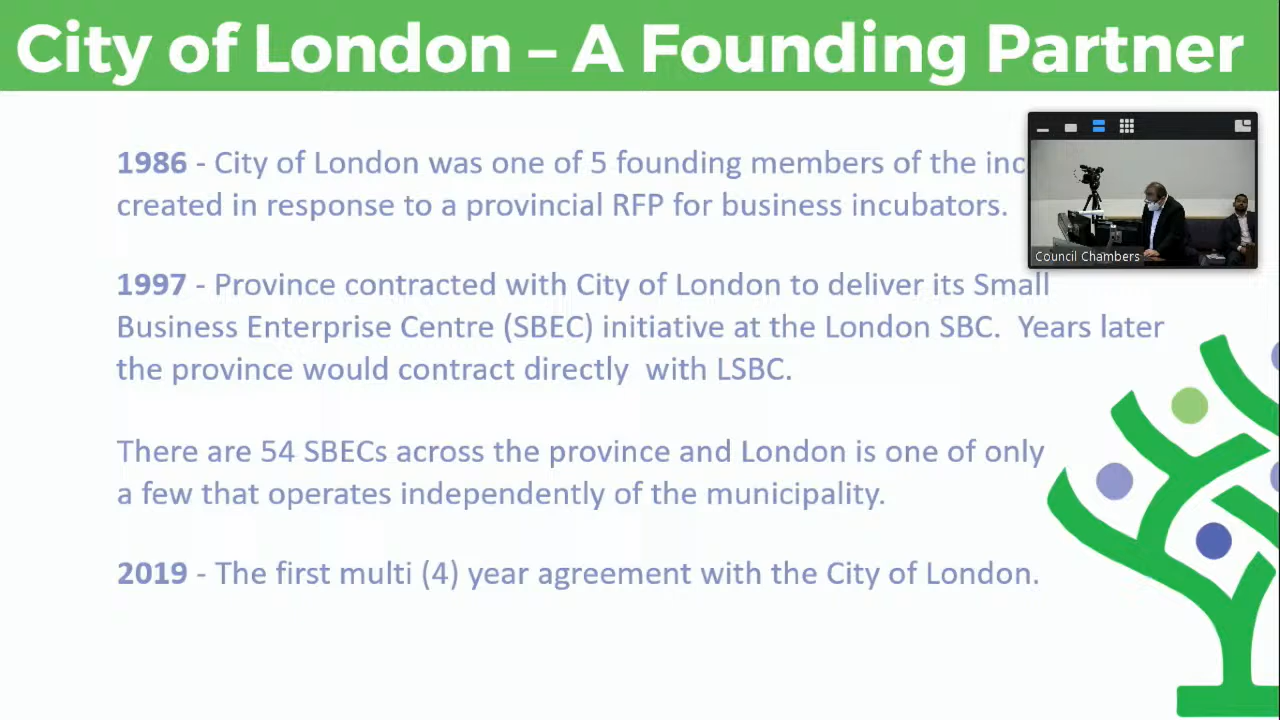 City of London – A Founding Partner
1986 - City of London was one of 5 founding members of the
created in response to a provincial RFP for business incubators.
1997 - Province contracted with City of London to deliver its Small
Business Enterprise Centre (SBEC) initiative at the London SBC.  Years later
the province would contract directly  with LSBC.
There are 54 SBECs across the province and London is one of only
a few that operates independently of the municipality.
2019 - The first multi (4) year agreement with the City of London.
Council Chambers